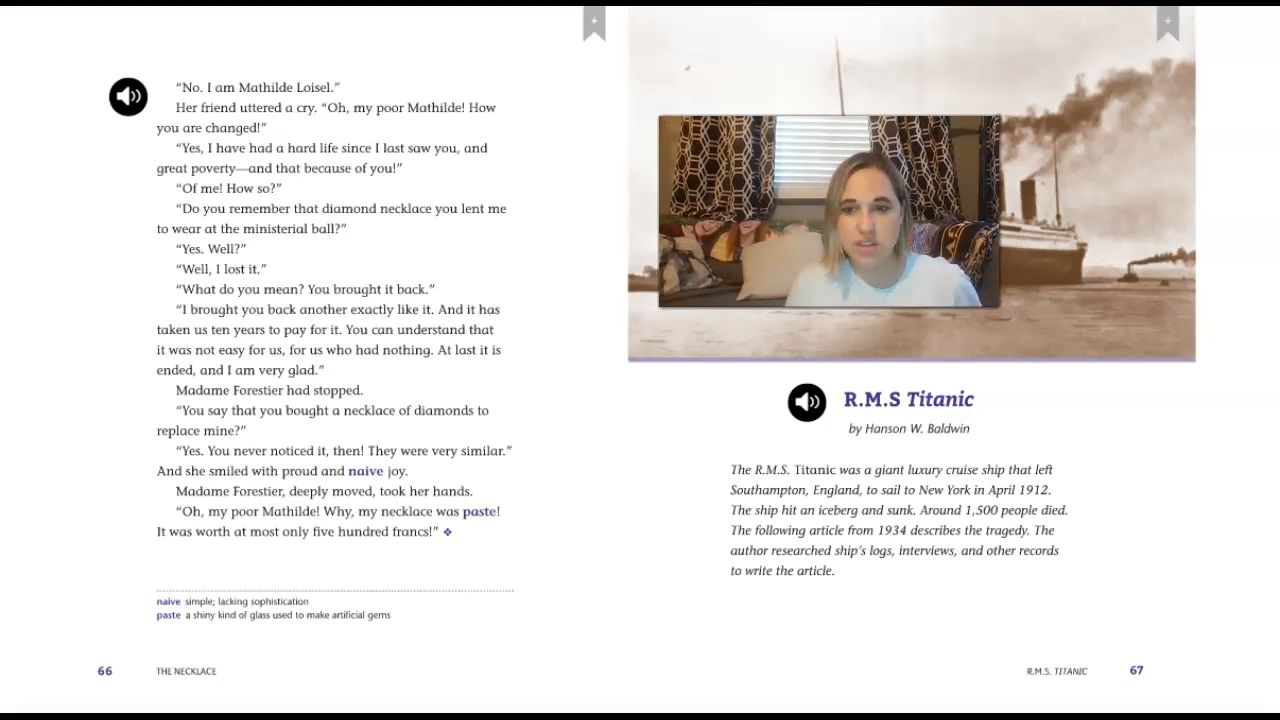 “No. I am Mathilde Loisel.”
Her friend uttered a cry. “Oh, my poor Mathilde! How
you are changed!”
“Yes, I have had a hard life since I last saw you, and
great poverty—and that because of you!”
“Of me! How so?”
“Do you remember that diamond necklace you lent me
to wear at the ministerial ball?”
“Yes. Well?”
“Well, I lost it.”
“What do you mean? You brought it back.”
“I brought you back another exactly like it. And it has
taken us ten years to pay for it. You can understand that
it was not easy for us, for us who had nothing. At last it is
ended, and I am very glad.”
Madame Forestier had stopped.
“You say that you bought a necklace of diamonds to
replace mine?”
“Yes. You never noticed it, then! They were very similar.”
And she smiled with proud and naive joy.
Madame Forestier, deeply moved, took her hands.
“Oh, my poor Mathilde! Why, my necklace was paste!
It was worth at most only five hundred francs!” ❖
naive simple; lacking sophistication
paste a shiny kind of glass used to make artificial gems
66 THE NECKLACE
R.M.S Titanic
by Hanson W. Baldwin
The R.M.S. Titanic was a giant luxury cruise ship that left
Southampton, England, to sail to New York in April 1912.
The ship hit an iceberg and sunk. Around 1,500 people died.
The following article from 1934 describes the tragedy. The
author researched ship’s logs, interviews, and other records
to write the article.
R.M.S. TITANIC 67